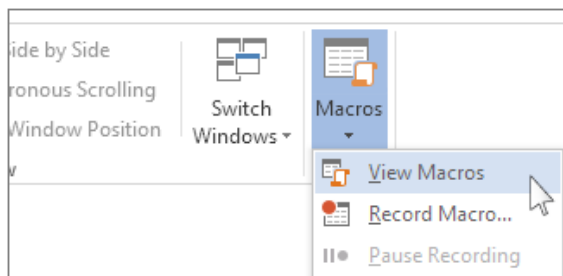 ide by Side
ronous Scrolling
Window Position
Switch
Windows
Macros
View Macros
Record Macro...
Pause Recording